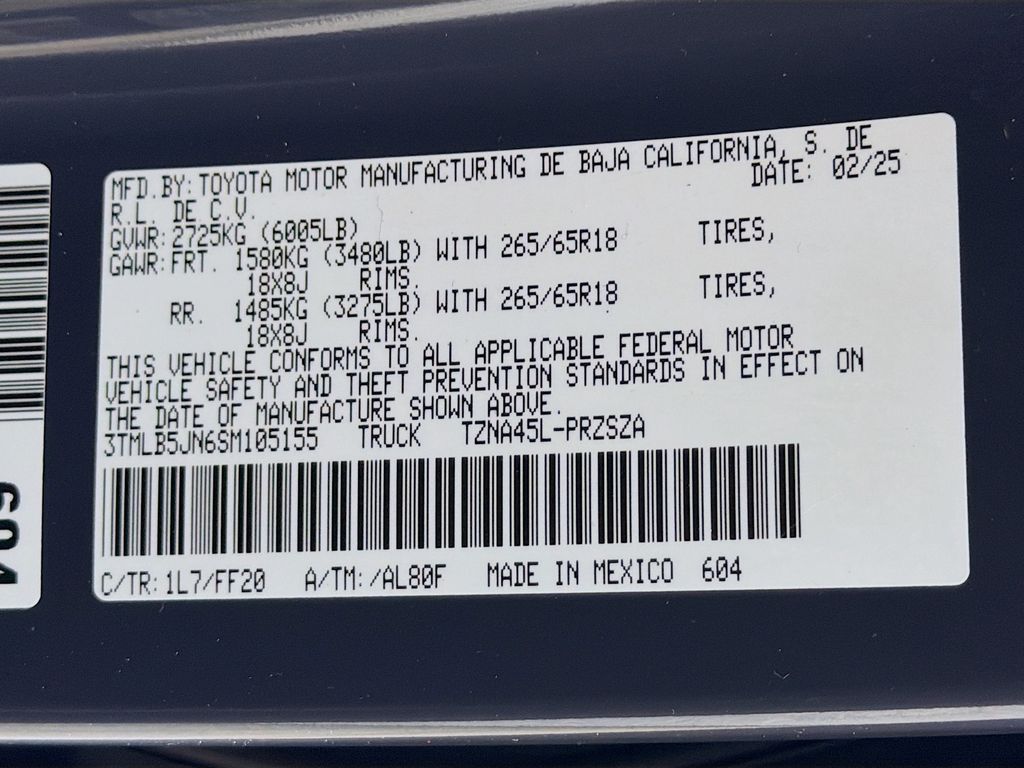 MFD.BY: TOYOTA MOTOR MANUFACTURING DE BAJA CALIFORNIA, S. DE
R.L. DE C.V. DATE: 02/25
GVWR: 2725KG (6005LB)
GAWR: FRT. 1580KG (3480LB) WITH 265/65R18 TIRES,
18X8J RIMS.
RR. 1485KG (3275LB) WITH 265/65R18 TIRES,
18X8J RIMS.
THIS VEHICLE CONFORMS TO ALL APPLICABLE FEDERAL MOTOR
VEHICLE SAFETY AND THEFT PREVENTION STANDARDS IN EFFECT ON
THE DATE OF MANUFACTURE SHOWN ABOVE.
3TMLB5JN6SM105155 TRUCK TZNA45L-PRZSZA
C/TR: 1L7/FF20 A/TM: /AL80F MADE IN MEXICO 604
604